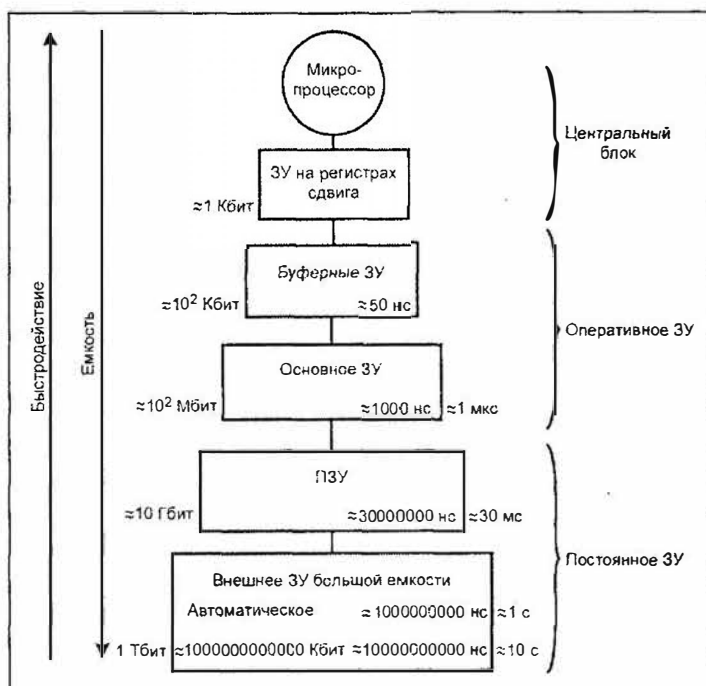 Микро-
процессор
ЗУ на регистрах
сдвига
≈1 Кбит
Центральный
блок
Буферные ЗУ
≈10² Кбит
≈50 нс
Основное ЗУ
≈10² Мбит
≈1000 нс ≈1 мкс
Оперативное ЗУ
ПЗУ
≈10 Гбит
≈30000000 нс ≈30 мс
Внешнее ЗУ большой емкости
Автоматическое ≈1000000000 нс ≈1 с
1 Тбит ≈1000000000000 Кбит ≈10000000000 нс ≈10 с
Постоянное ЗУ
Быстродействие
Емкость